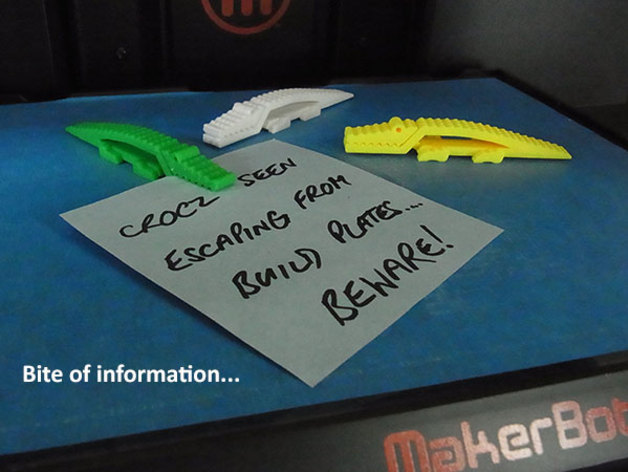 CROCZ SEEN
ESCAPING FROM
BUILD PLATES....
BEWARE!
Bite of information...
MakerBot